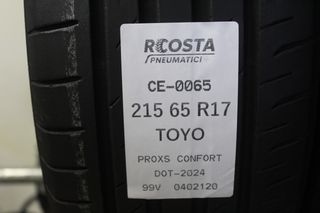 RCOSTA
PNEUMATICI
CE-0065
215 65 R17
TOYO
PROXS CONFORT
DOT-2024
99V 0402120